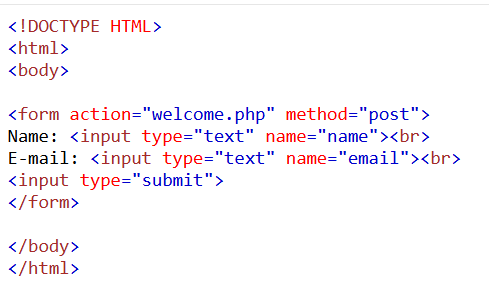 <!DOCTYPE HTML>
<html>
<body>

<form action="welcome.php" method="post">
Name: <input type="text" name="name"><br>
E-mail: <input type="text" name="email"><br>
<input type="submit">
</form>

</body>
</html>